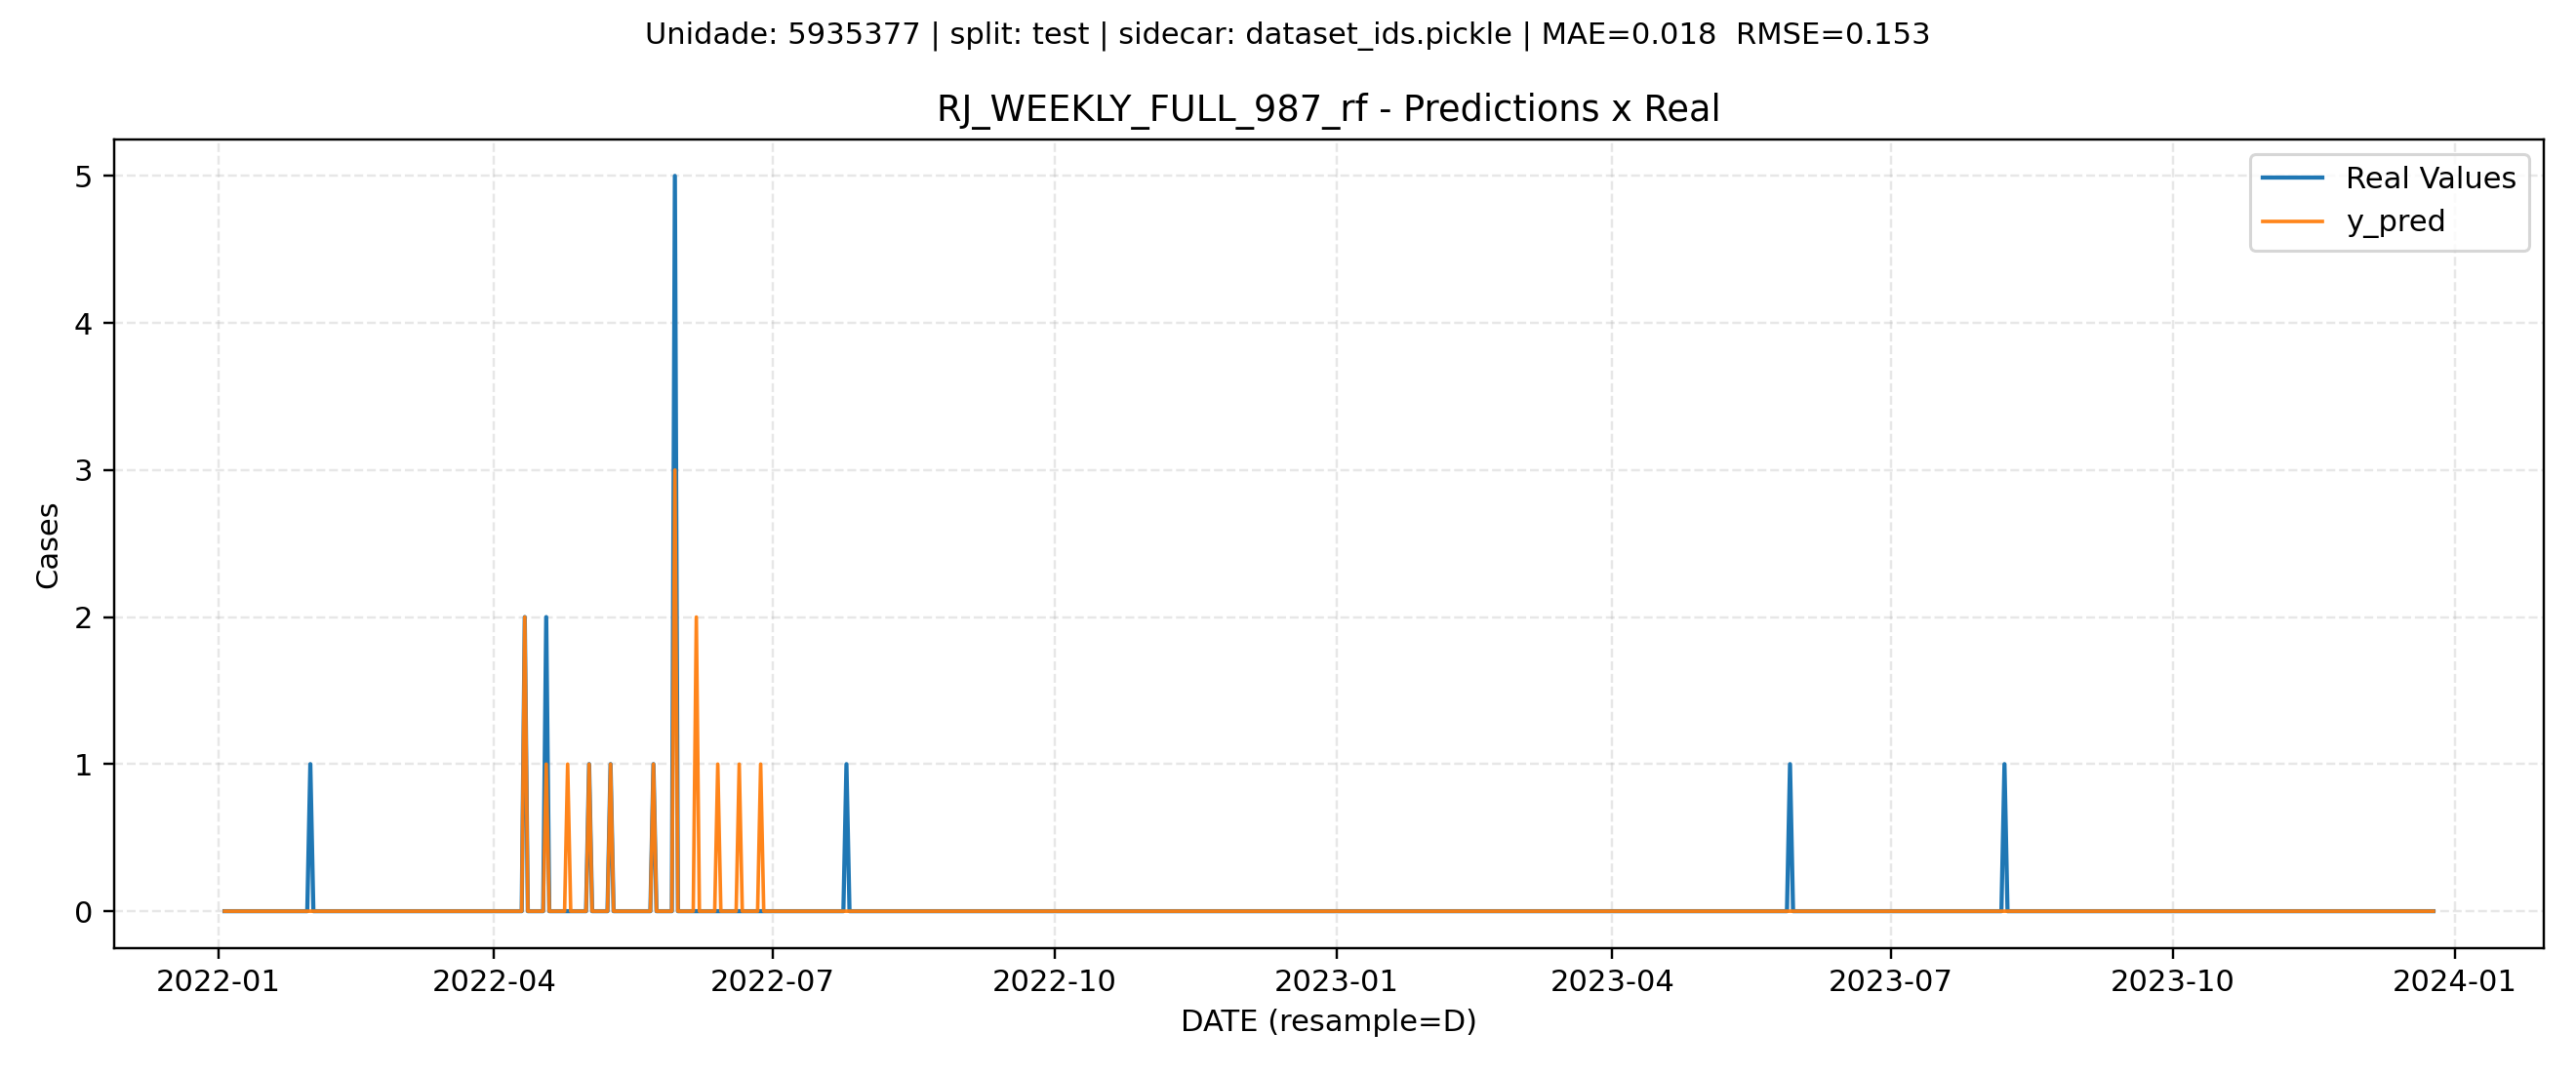 Unidade: 5935377 | split: test | sidecar: dataset_ids.pickle | MAE=0.018  RMSE=0.153
RJ_WEEKLY_FULL_987_rf - Predictions x Real
Real Values
y_pred
5
4
3
2
1
0
Cases
2022-01
2022-04
2022-07
2022-10
2023-01
2023-04
2023-07
2023-10
2024-01
DATE (resample=D)